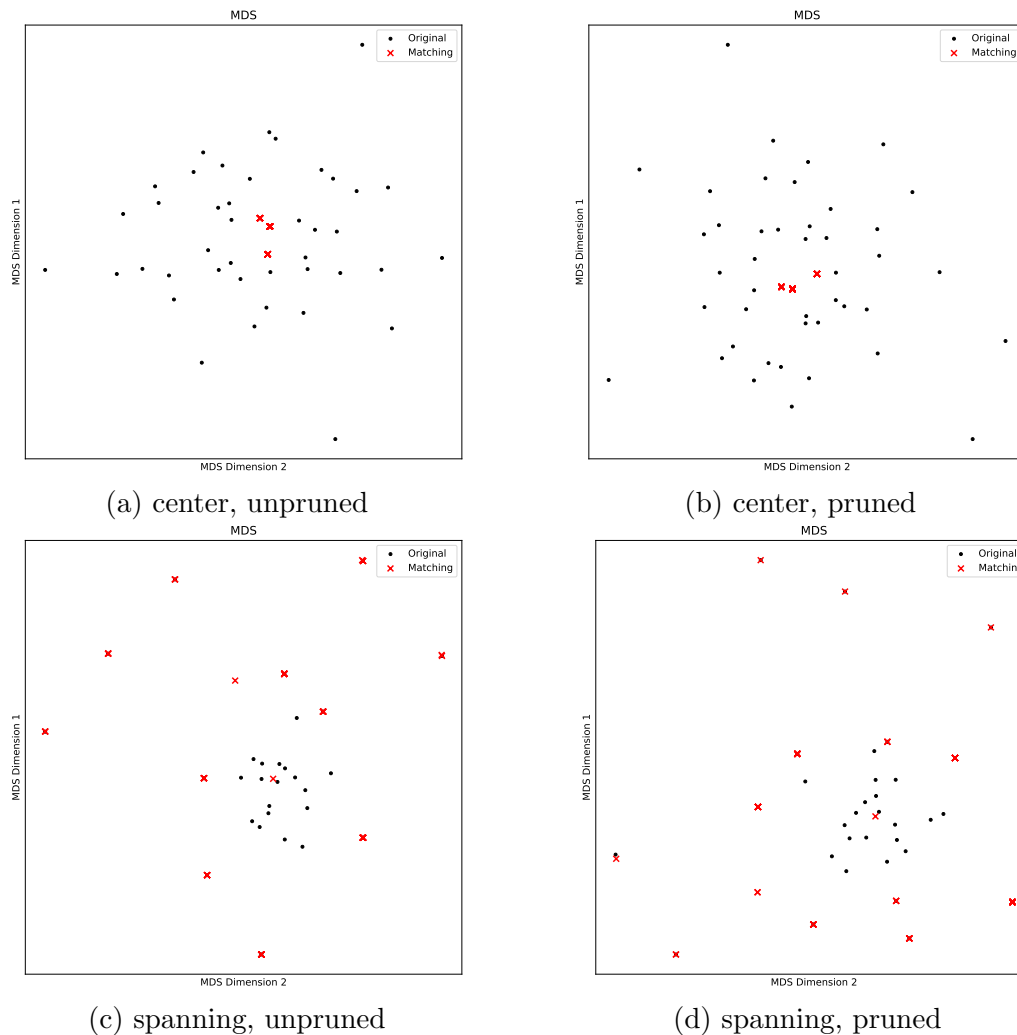 MDS
Original
Matching
MDS Dimension 1
MDS Dimension 2
(a) center, unpruned
MDS
Original
Matching
MDS Dimension 1
MDS Dimension 2
(b) center, pruned
MDS
Original
Matching
MDS Dimension 1
MDS Dimension 2
(c) spanning, unpruned
MDS
Original
Matching
MDS Dimension 1
MDS Dimension 2
(d) spanning, pruned